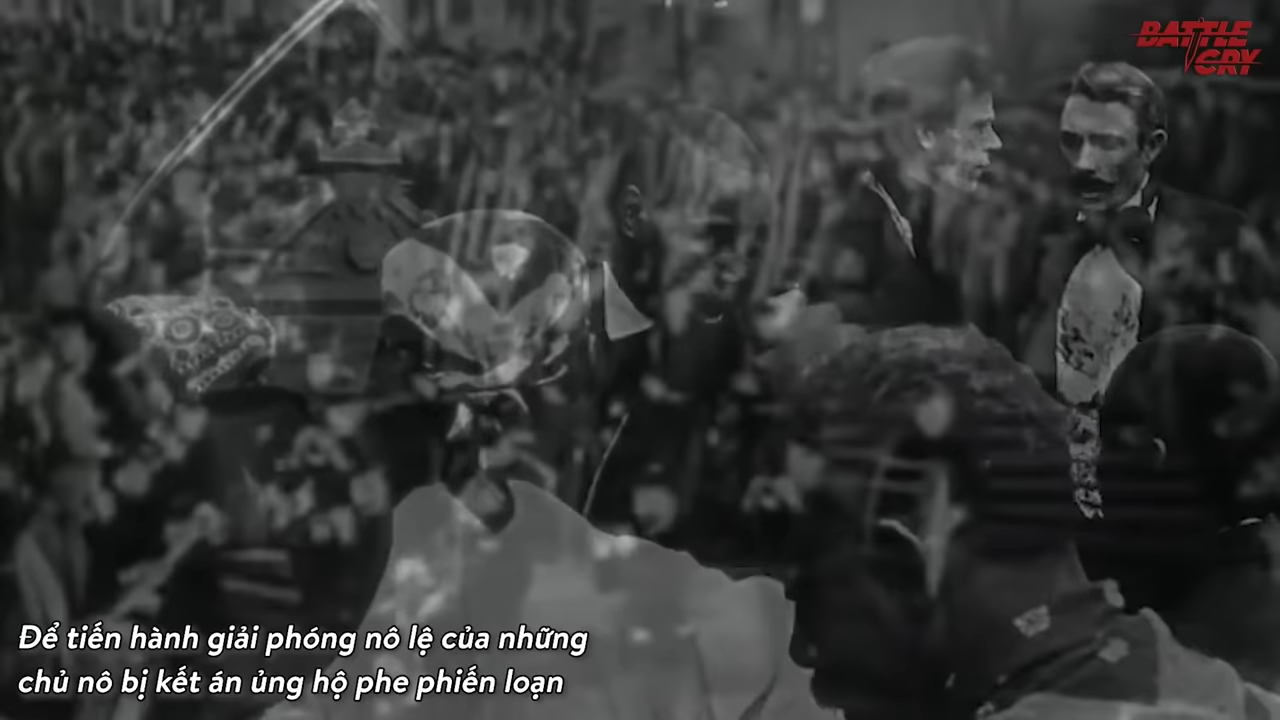 BATTLE
CRY
Để tiến hành giải phóng nô lệ của những
chủ nô bị kết án ủng hộ phe phiến loạn